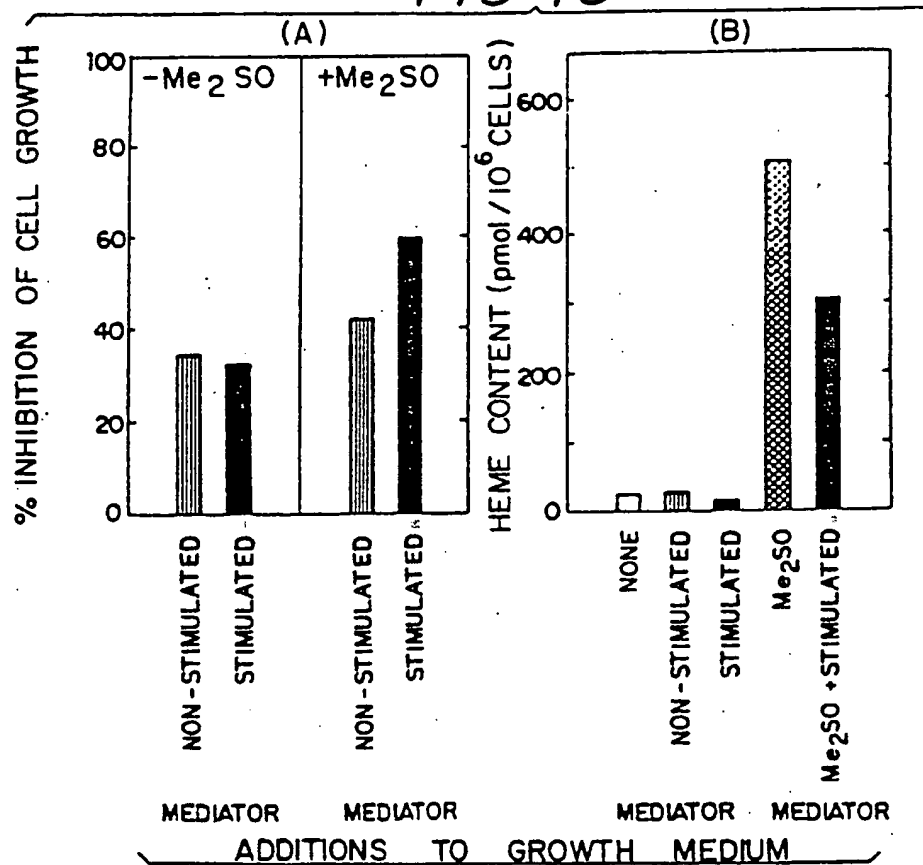 (A)
% INHIBITION OF CELL GROWTH
-Me2SO
+Me2SO
100
80
60
40
20
0
NON-STIMULATED
STIMULATED
NON-STIMULATED
STIMULATED
MEDIATOR
MEDIATOR
(B)
HEME CONTENT (pmol/10⁶ CELLS)
600
400
200
0
NONE
NON-STIMULATED
STIMULATED
Me2SO
Me2SO +STIMULATED
MEDIATOR
MEDIATOR
ADDITIONS TO GROWTH MEDIUM